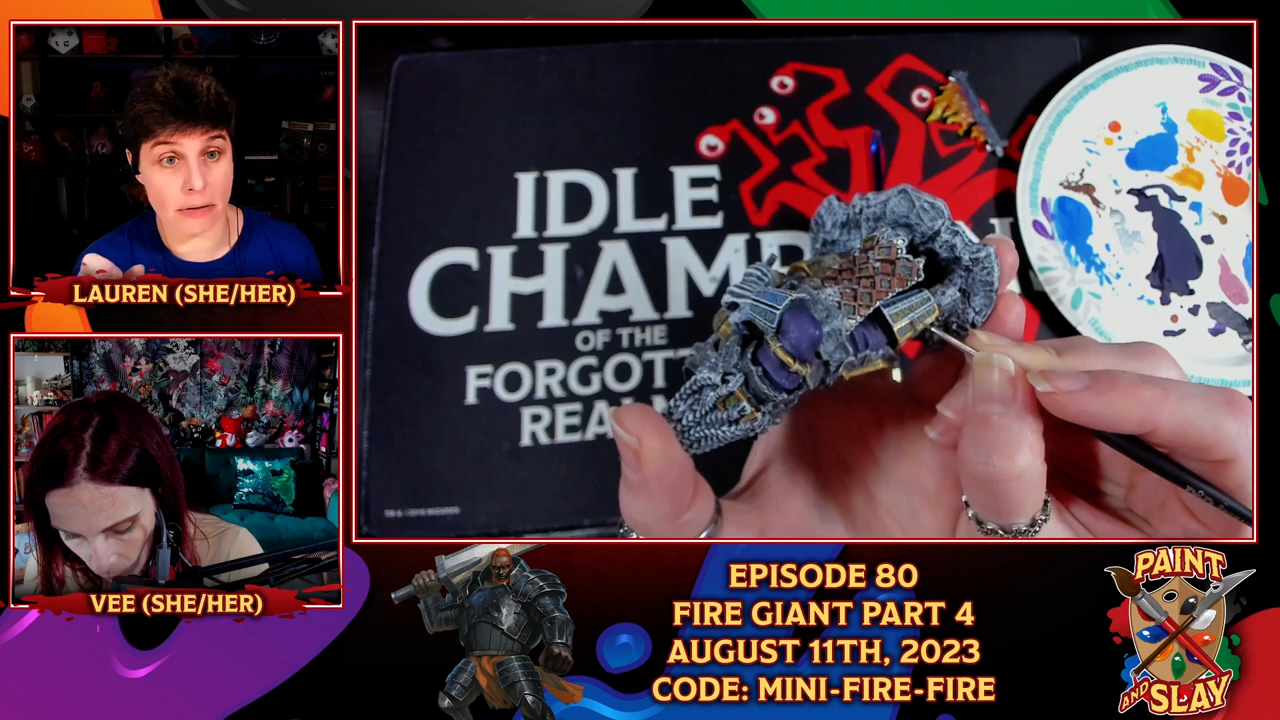 LAUREN (SHE/HER)
IDLE
CHAMP
OF THE
FORGOTT
REALM
VEE (SHE/HER)
EPISODE 80
FIRE GIANT PART 4
AUGUST 11TH, 2023
CODE: MINI-FIRE-FIRE
PAINT
AND SLAY